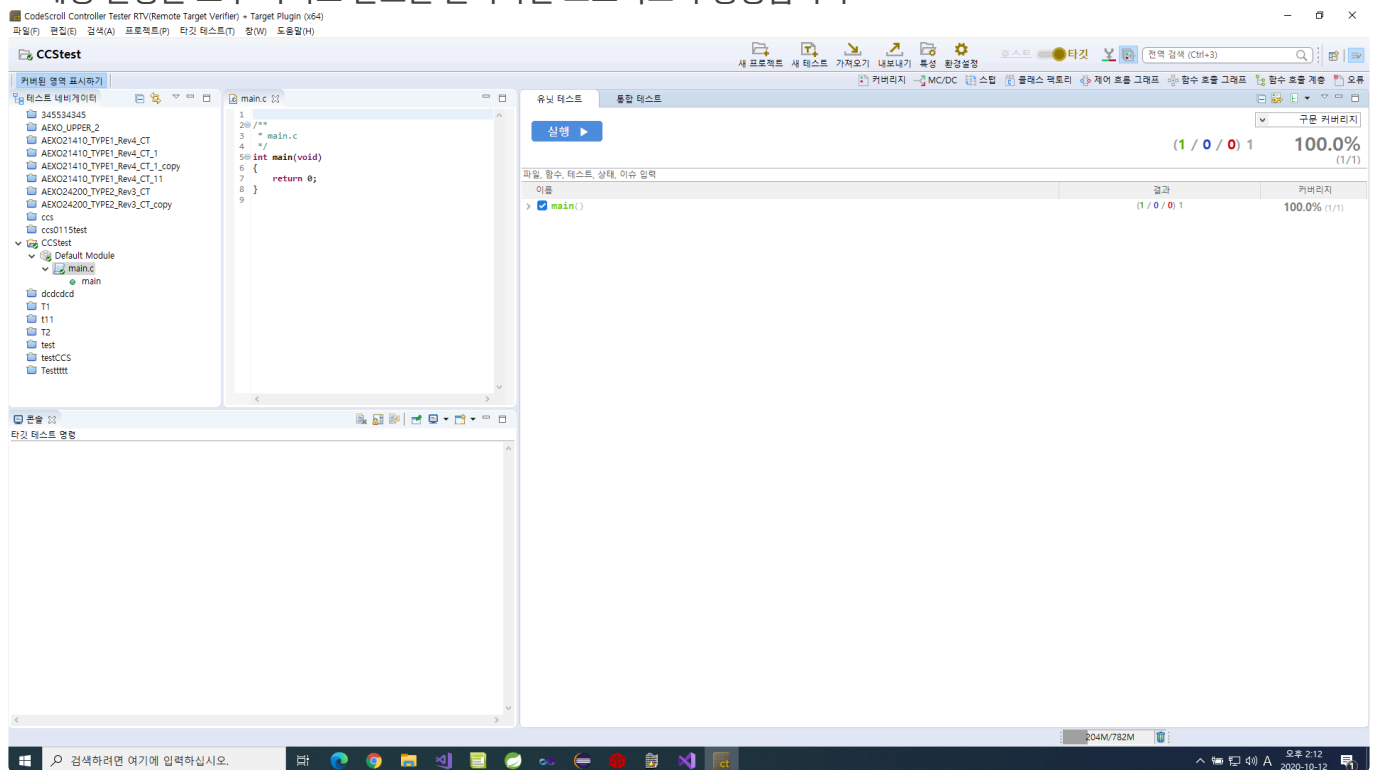 CodeScroll Controller Tester RTV(Remote Target Verifier) + Target Plugin (x64)
파일(F) 편집(E) 검색(A) 프로젝트(P) 타깃 테스트(T) 창(W) 도움말(H)
CCStest
새 프로젝트 새 테스트 가져오기 내보내기 특성 환경설정
호스트 타깃
전역 검색 (Ctrl+3)
커버된 영역 표시하기
커버리지 MC/DC 스텁 클래스 팩토리 제어 흐름 그래프 함수 호출 그래프 함수 호출 계층 오류
테스트 네비게이터
345534345
AEXO_UPPER_2
AEXO21410_TYPE1_Rev4_CT
AEXO21410_TYPE1_Rev4_CT_1
AEXO21410_TYPE1_Rev4_CT_1_copy
AEXO21410_TYPE1_Rev4_CT_11
AEXO24200_TYPE2_Rev3_CT
AEXO24200_TYPE2_Rev3_CT_copy
ccs
ccs0115test
CCStest
Default Module
main.c
main
dcdcdcd
T1
t11
T2
test
testCCS
Testtttt
main.c
1
2 /**
3 * main.c
4 */
5 int main(void)
6 {
7 return 0;
8 }
9
유닛 테스트 통합 테스트
구문 커버리지
실행
(1 / 0 / 0) 1 100.0%
(1/1)
파일, 함수, 테스트, 상태, 이슈 입력
이름 결과 커버리지
main() (1 / 0 / 0) 1 100.0% (1/1)
콘솔
타깃 테스트 명령
204M/782M
검색하려면 여기에 입력하십시오.
ct
A
오후 2:12
2020-10-12
1